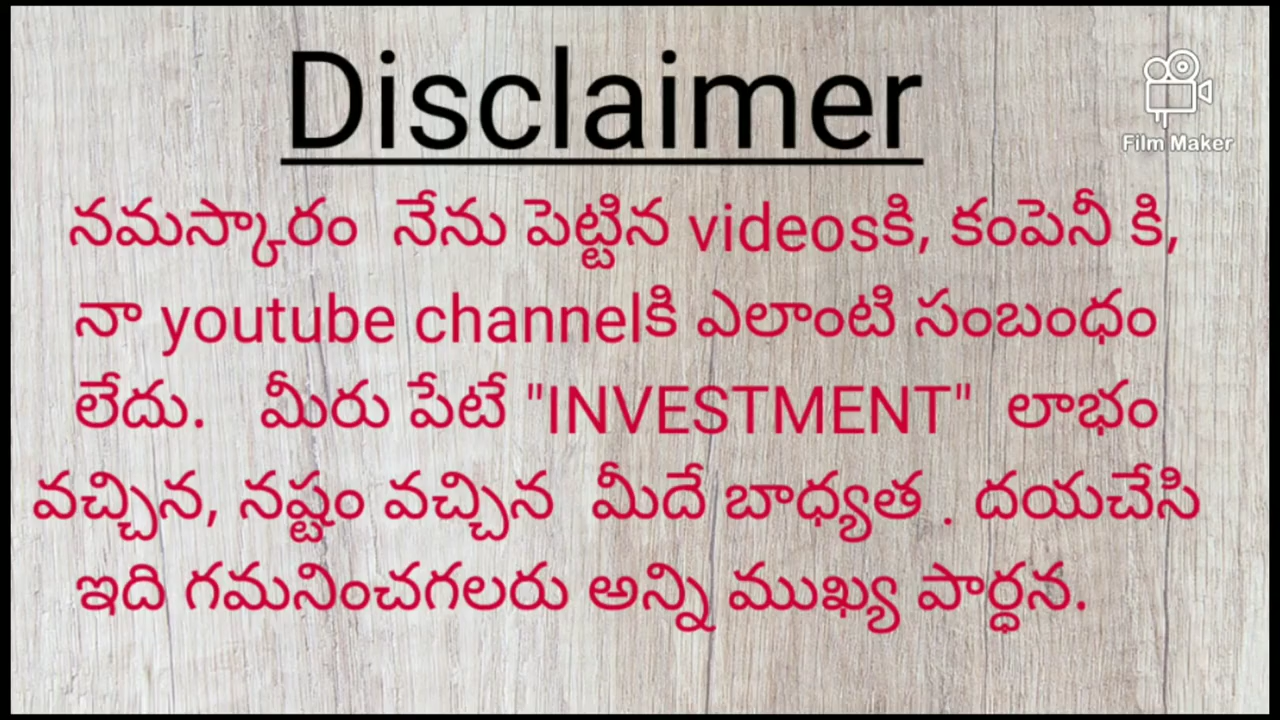 Disclaimer
Film Maker
నమస్కారం నేను పెట్టిన videosకి, కంపెనీ కి,
నా youtube channelకి ఎలాంటి సంబంధం
లేదు. మీరు పేటే "INVESTMENT" లాభం
వచ్చిన, నష్టం వచ్చిన మీదే బాధ్యత . దయచేసి
ఇది గమనించగలరు అన్ని ముఖ్య పార్ధన.